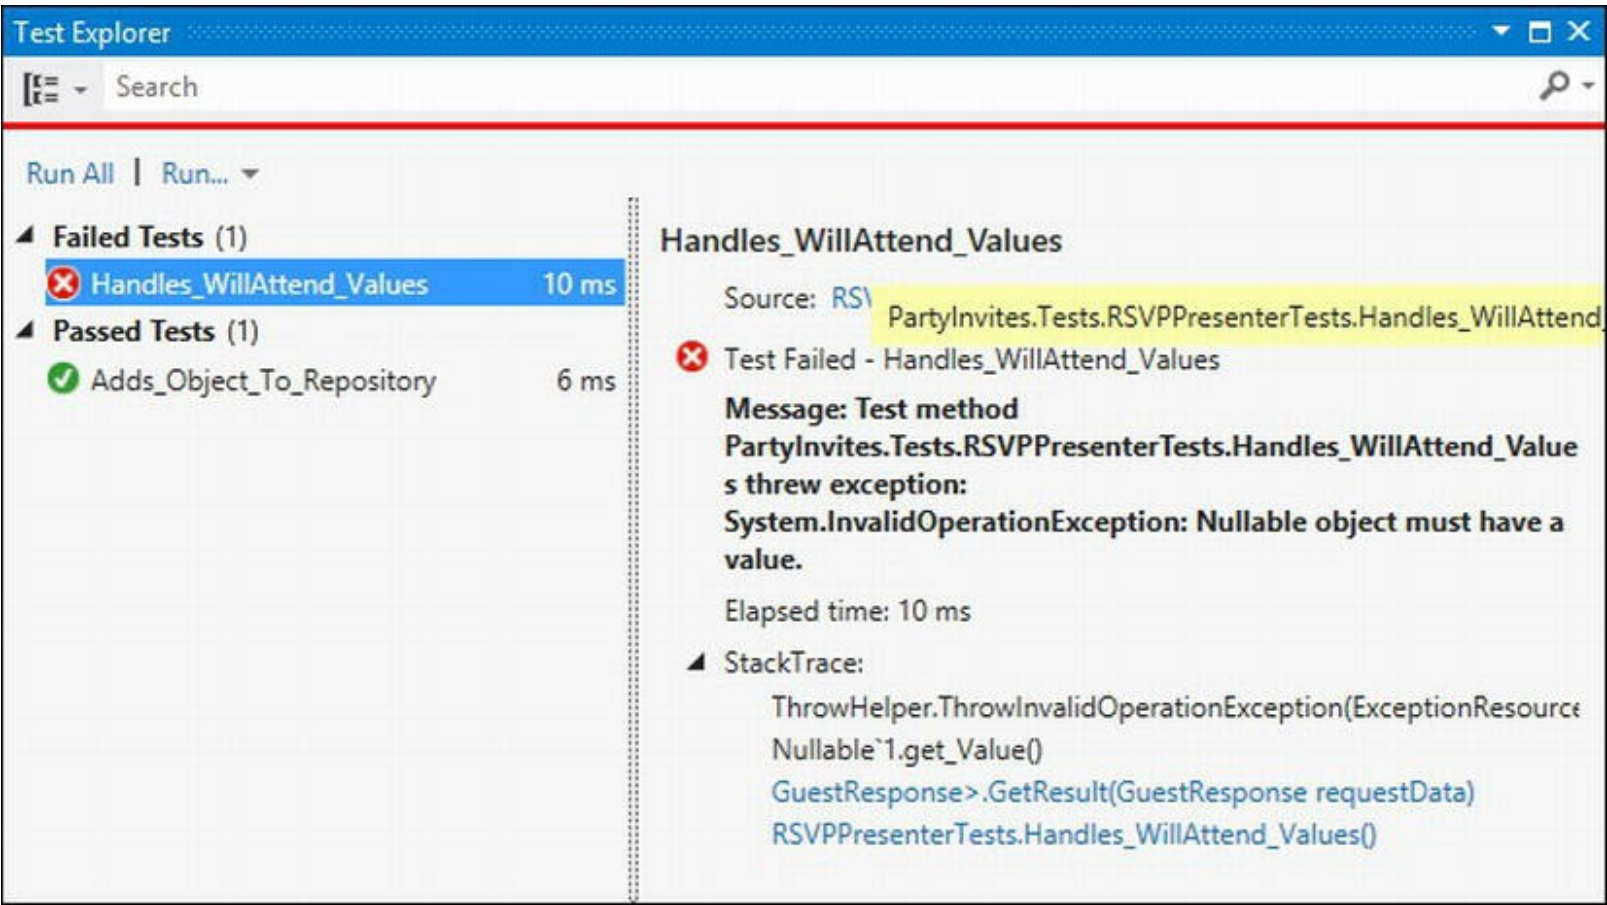 Test Explorer
Search
Run All | Run...
Failed Tests (1)
Handles_WillAttend_Values 10 ms
Passed Tests (1)
Adds_Object_To_Repository 6 ms
Handles_WillAttend_Values
Source: RSV
PartyInvites.Tests.RSVPPresenterTests.Handles_WillAttend_
Test Failed - Handles_WillAttend_Values
Message: Test method
PartyInvites.Tests.RSVPPresenterTests.Handles_WillAttend_Value
s threw exception:
System.InvalidOperationException: Nullable object must have a
value.
Elapsed time: 10 ms
StackTrace:
ThrowHelper.ThrowInvalidOperationException(ExceptionResource
Nullable`1.get_Value()
GuestResponse>.GetResult(GuestResponse requestData)
RSVPPresenterTests.Handles_WillAttend_Values()